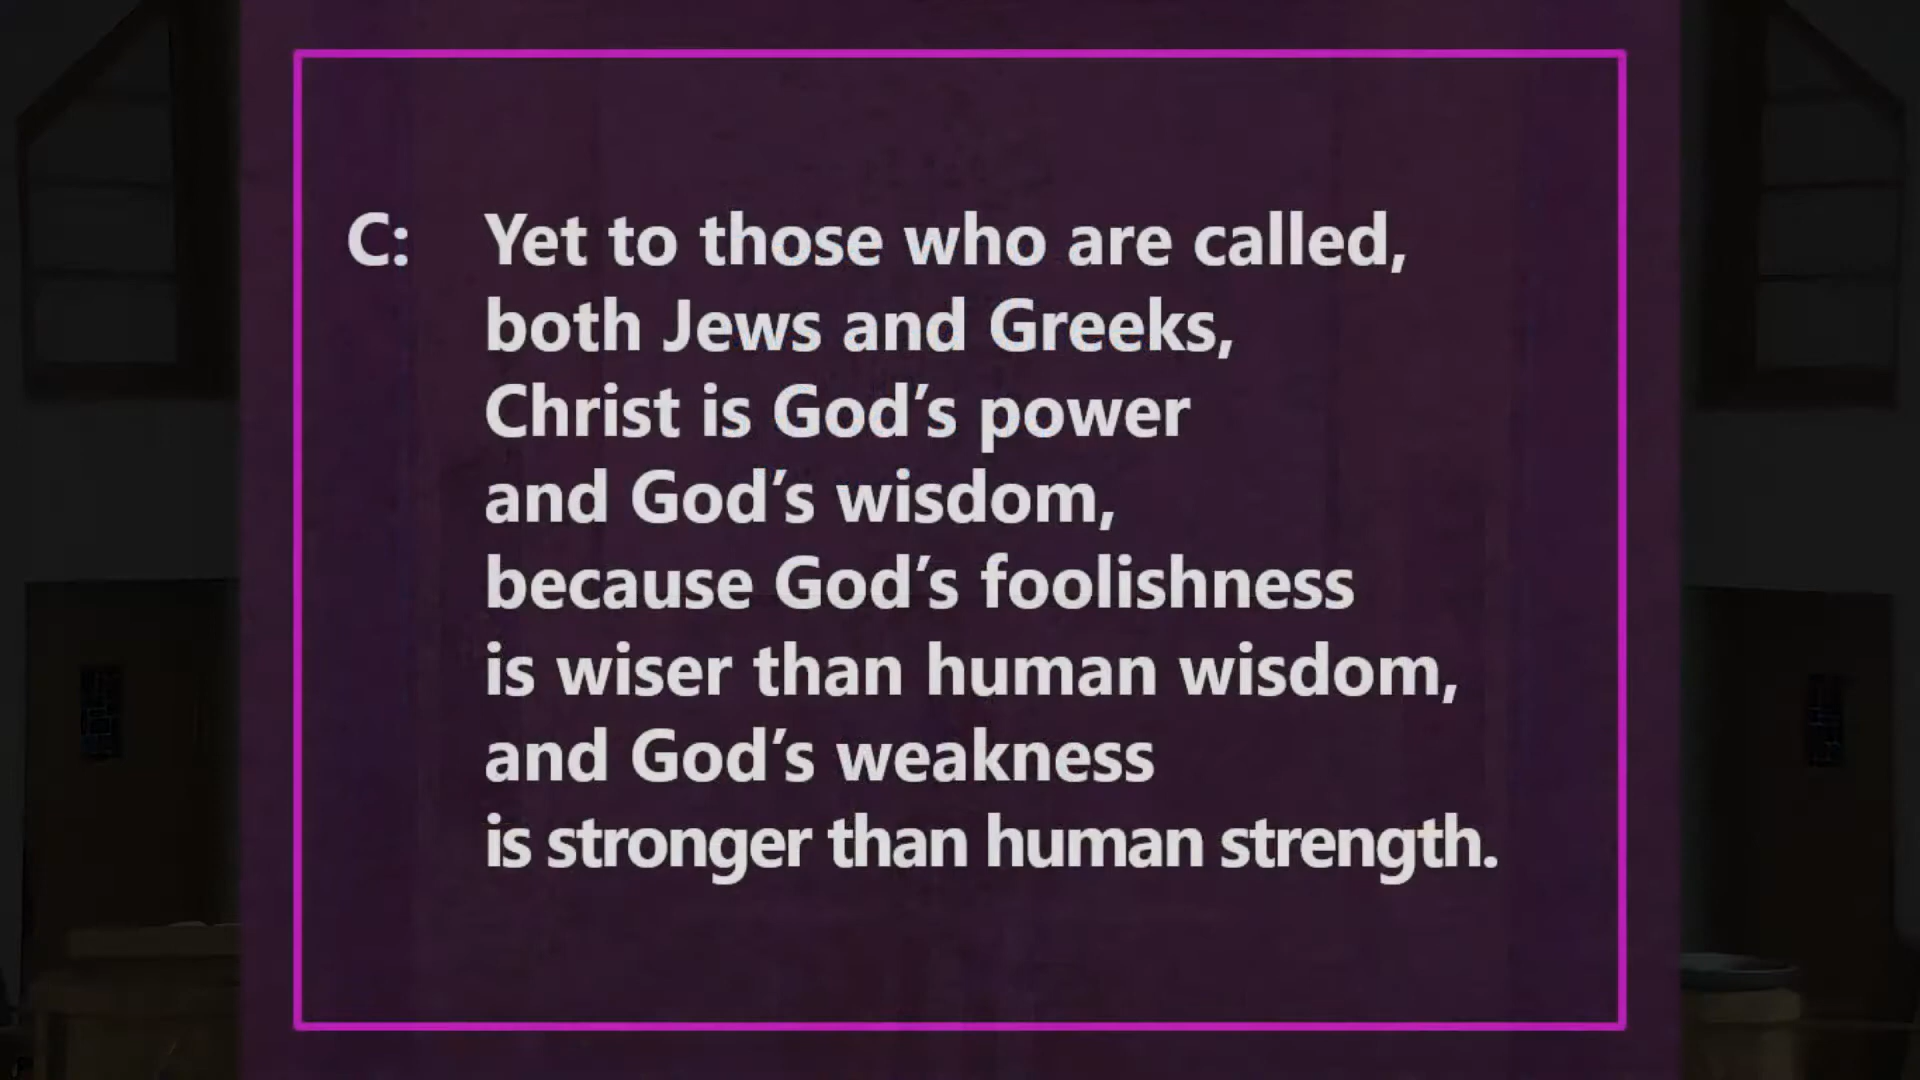 C: Yet to those who are called,
both Jews and Greeks,
Christ is God’s power
and God’s wisdom,
because God’s foolishness
is wiser than human wisdom,
and God’s weakness
is stronger than human strength.